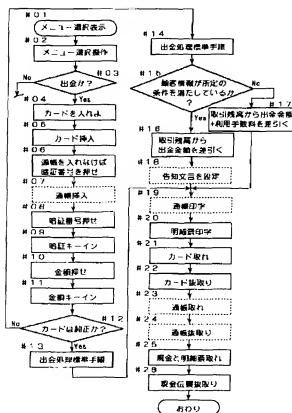 #01
メニュー選択表示
#02
メニュー選択操作
#03
出金か?
No
Yes
#04
カードを入れよ
#05
カード挿入
#06
通帳を入れなければ
暗証番号を押せ
#07
通帳挿入
#08
暗証番号押せ
#09
暗証キーイン
#10
金額押せ
#11
金額キーイン
#12
No
カードは純正か?
Yes
#13
出金処理標準手順
#14
出金処理標準手順
#15
顧客情報が所定の
条件を満たしているか
?
No
Yes
#16
取引残高から
出金金額を差引く
#17
取引残高から出金金額
+利用手数料を差引く
#18
告知文言を設定
#19
通帳印字
#20
明細票印字
#21
カード取れ
#22
カード抜取り
#23
通帳取れ
#24
通帳抜取り
#25
現金と明細票取れ
#26
現金伝票抜取り
おわり